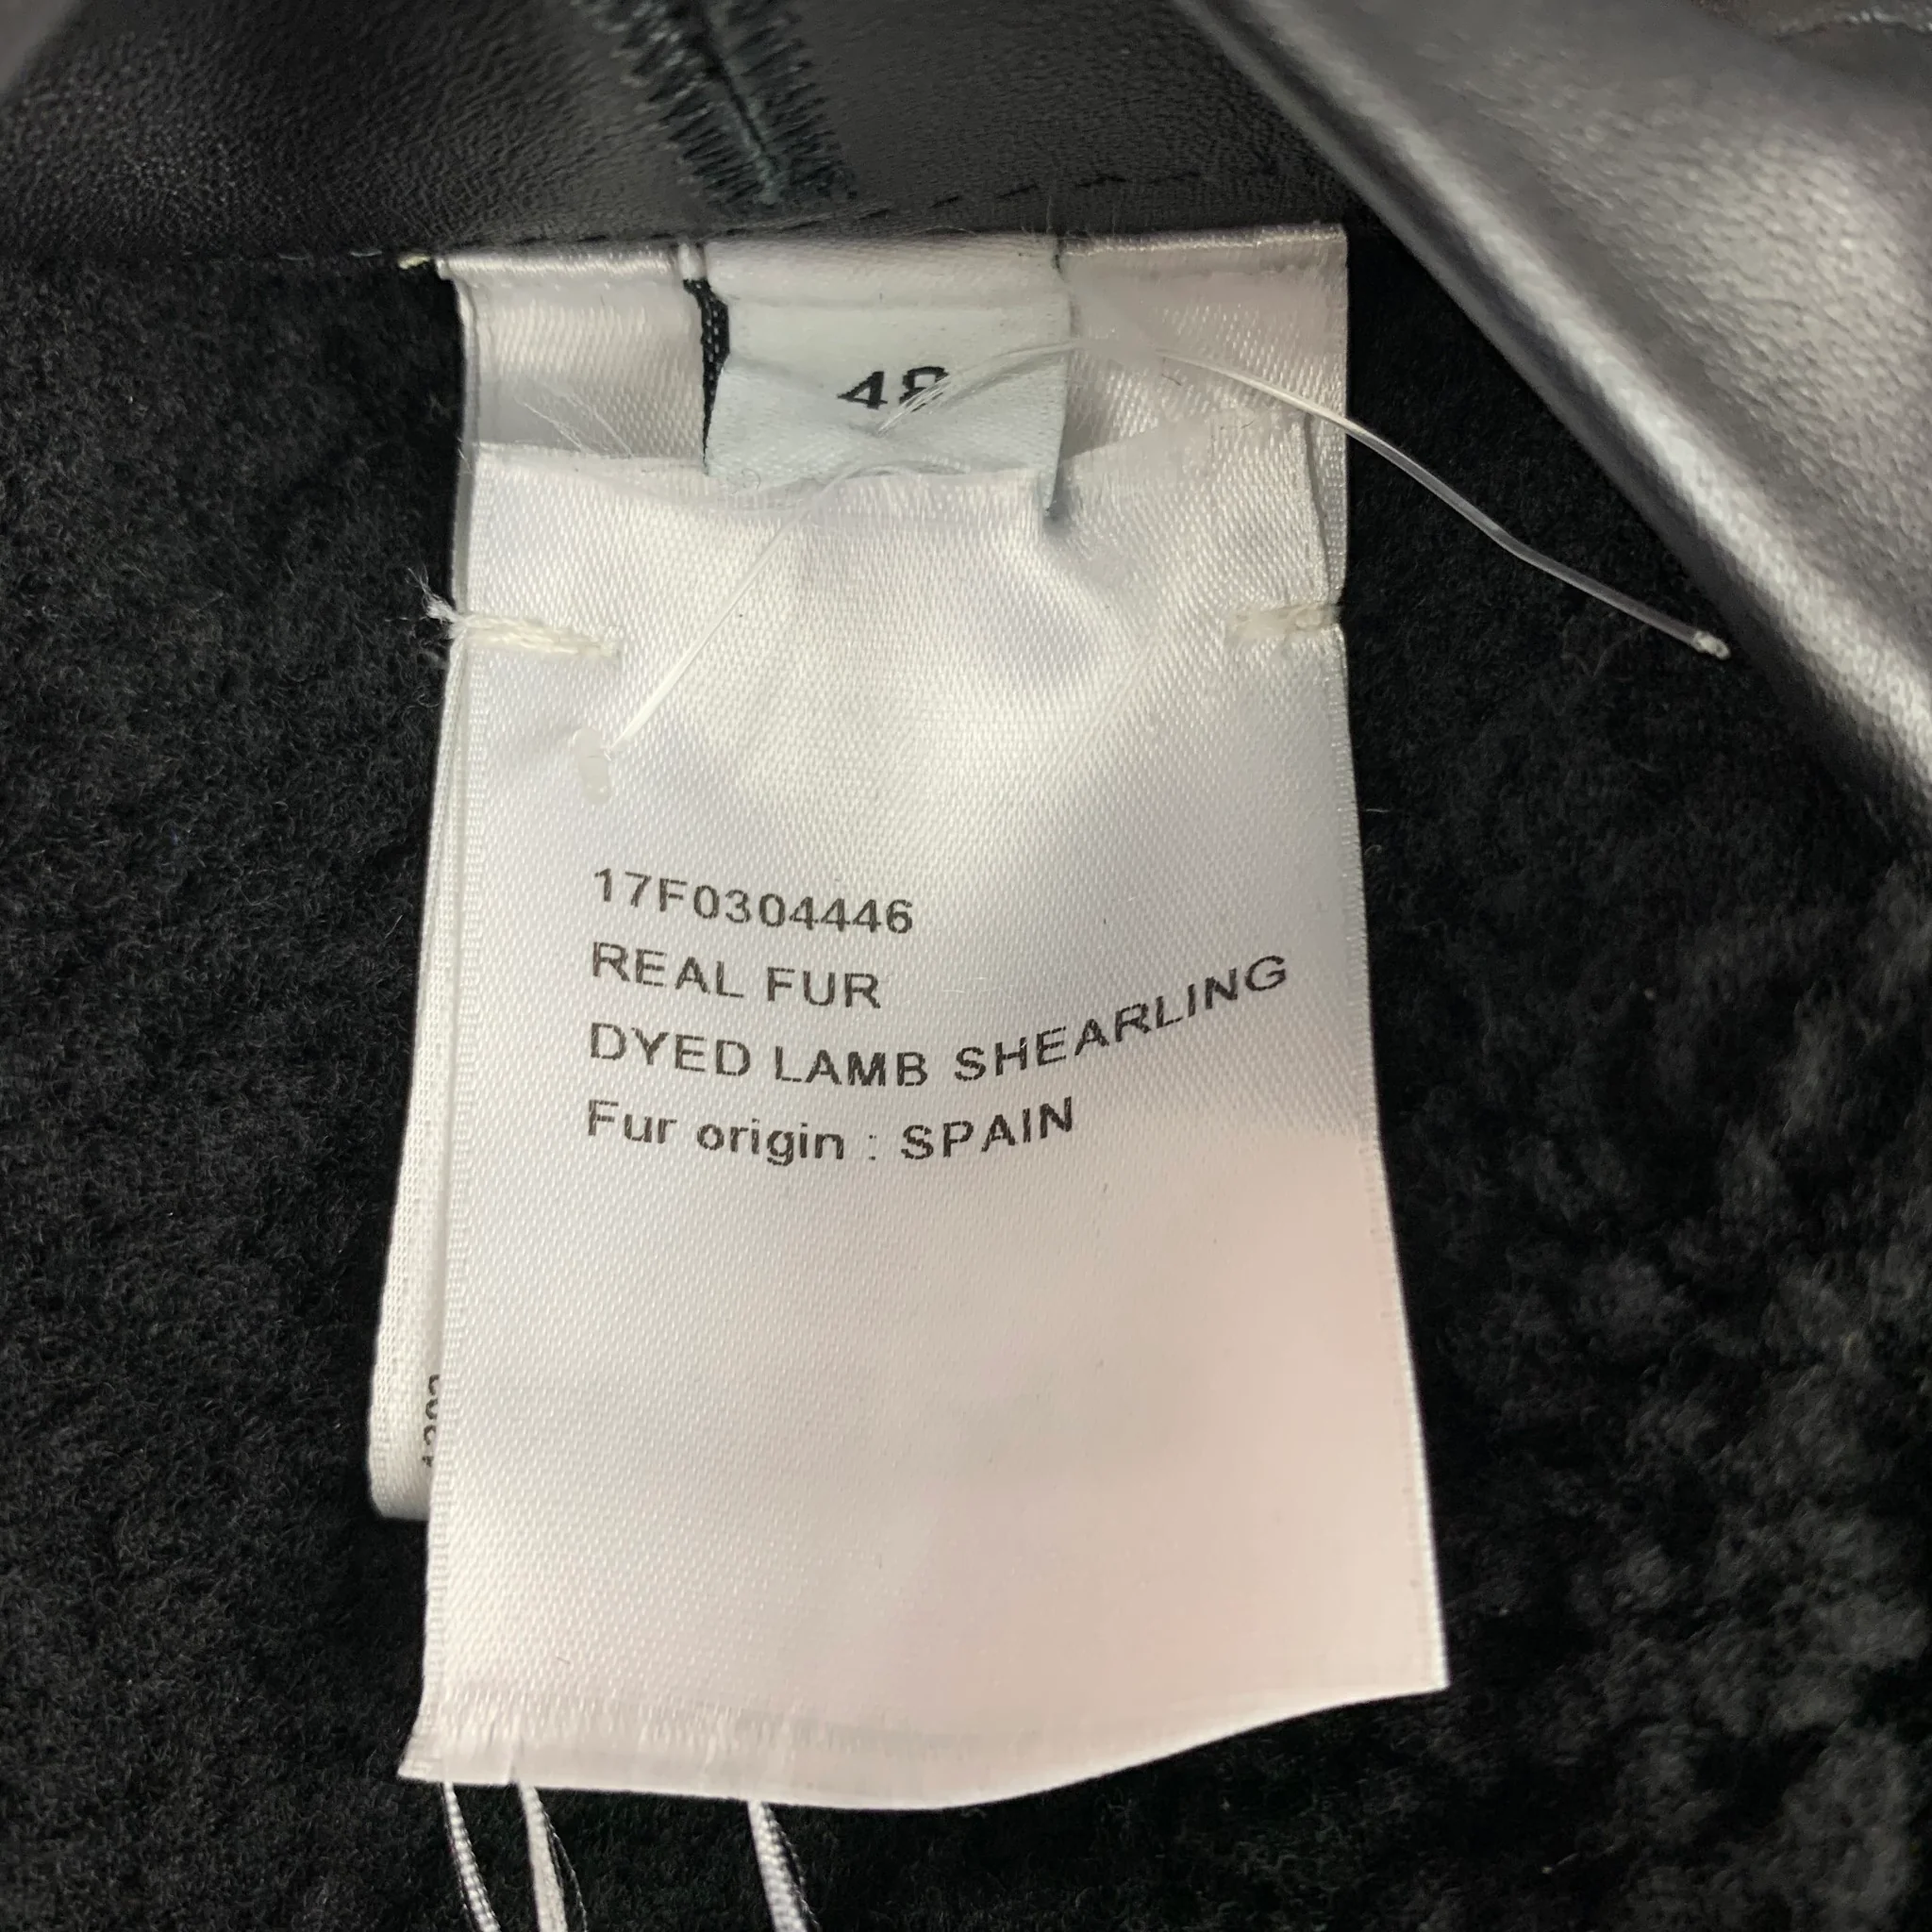 48
17F0304446
REAL FUR
DYED LAMB SHEARLING
Fur origin : SPAIN